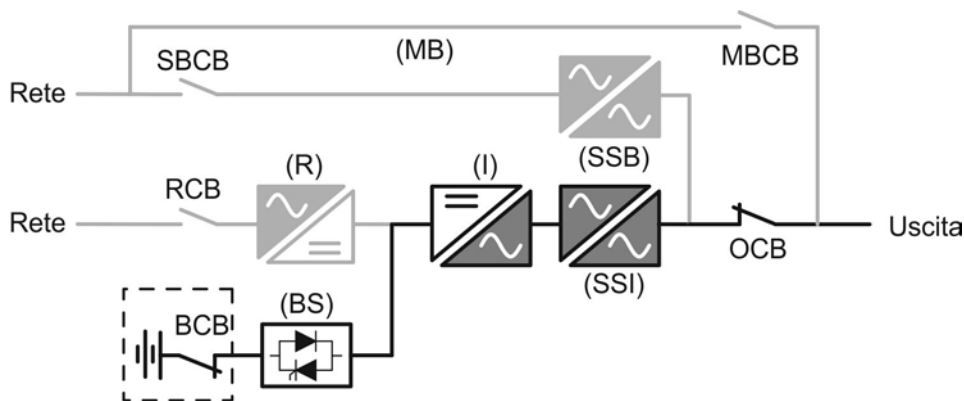 (MB)
MBCB
SBCB
Rete
(SSB)
(R)
(I)
RCB
Rete
Uscita
OCB
(SSI)
(BS)
BCB